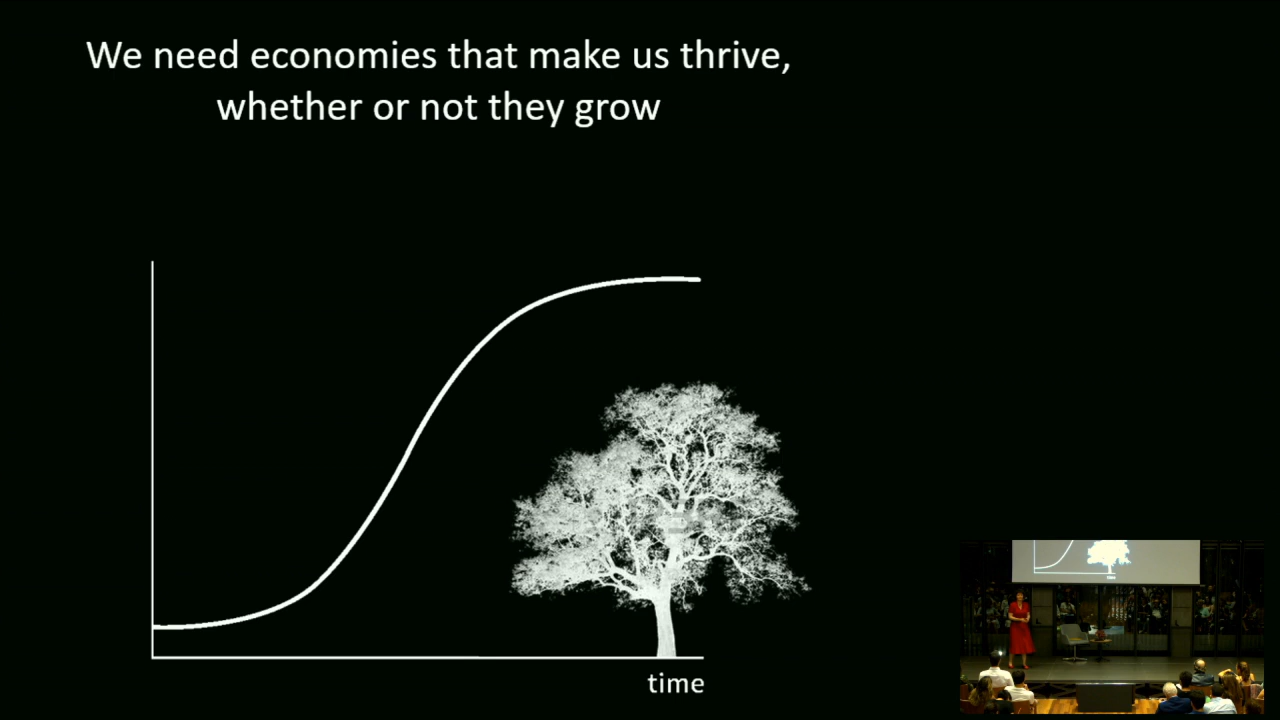 We need economies that make us thrive,
whether or not they grow
time